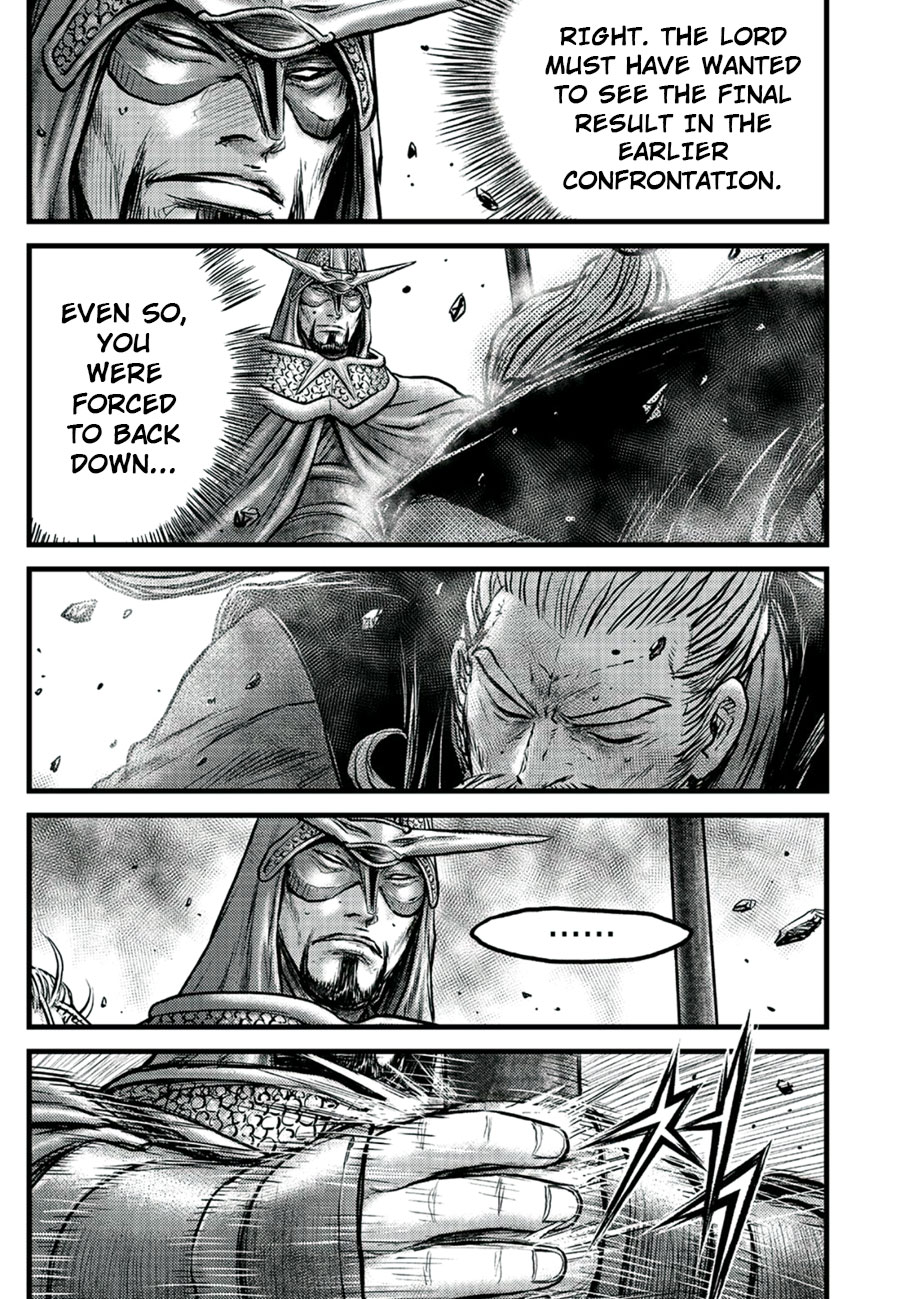 RIGHT. THE LORD
MUST HAVE WANTED
TO SEE THE FINAL
RESULT IN THE
EARLIER
CONFRONTATION.
EVEN SO,
YOU
WERE
FORCED
TO BACK
DOWN...
......
척